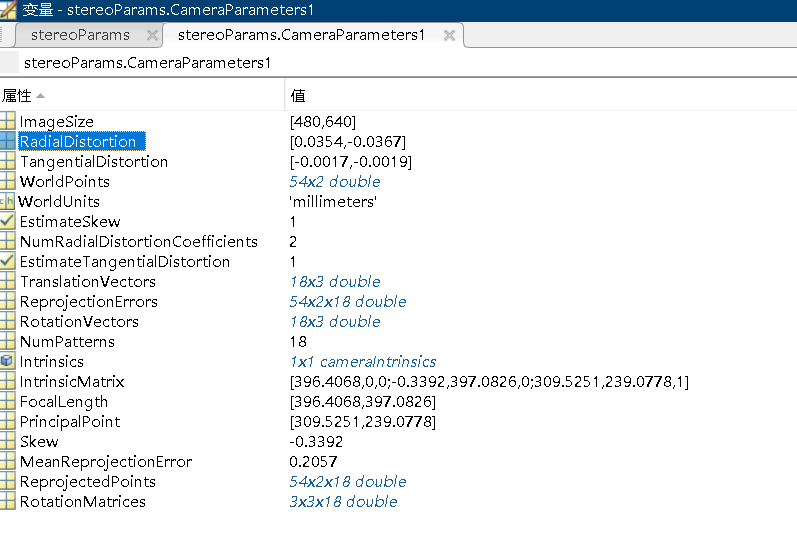 变量 - stereoParams.CameraParameters1
stereoParams stereoParams.CameraParameters1
stereoParams.CameraParameters1
属性 值
ImageSize [480,640]
RadialDistortion [0.0354,-0.0367]
TangentialDistortion [-0.0017,-0.0019]
WorldPoints 54x2 double
WorldUnits 'millimeters'
EstimateSkew 1
NumRadialDistortionCoefficients 2
EstimateTangentialDistortion 1
TranslationVectors 18x3 double
ReprojectionErrors 54x2x18 double
RotationVectors 18x3 double
NumPatterns 18
Intrinsics 1x1 cameraIntrinsics
IntrinsicMatrix [396.4068,0,0;-0.3392,397.0826,0;309.5251,239.0778,1]
FocalLength [396.4068,397.0826]
PrincipalPoint [309.5251,239.0778]
Skew -0.3392
MeanReprojectionError 0.2057
ReprojectedPoints 54x2x18 double
RotationMatrices 3x3x18 double